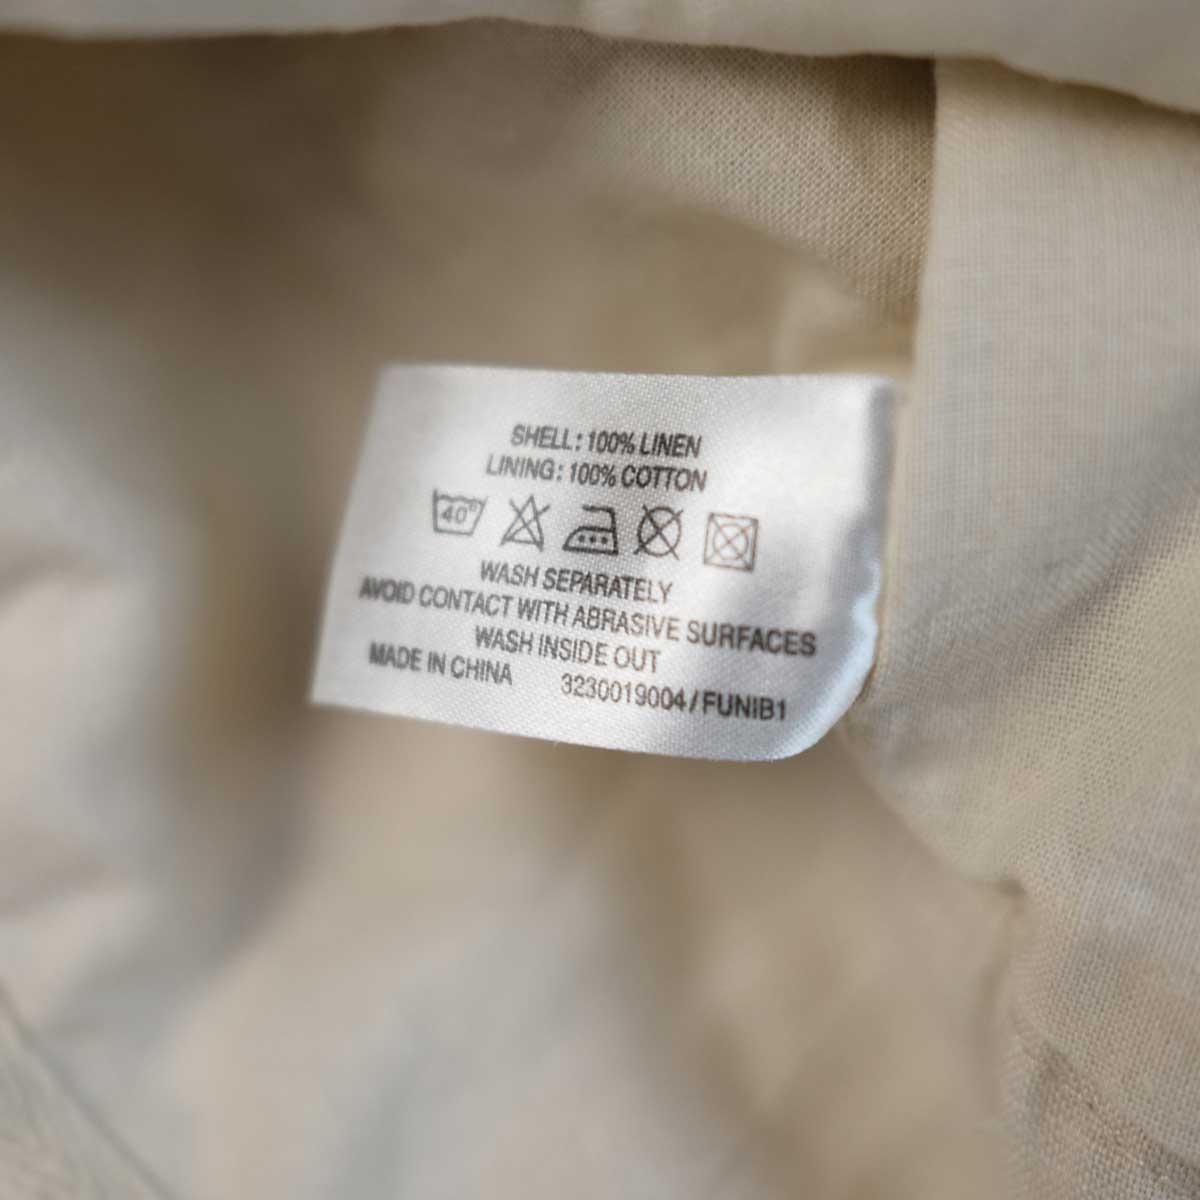 SHELL: 100% LINEN
LINING: 100% COTTON
40°
WASH SEPARATELY
AVOID CONTACT WITH ABRASIVE SURFACES
WASH INSIDE OUT
MADE IN CHINA 3230019004/FUNIB1